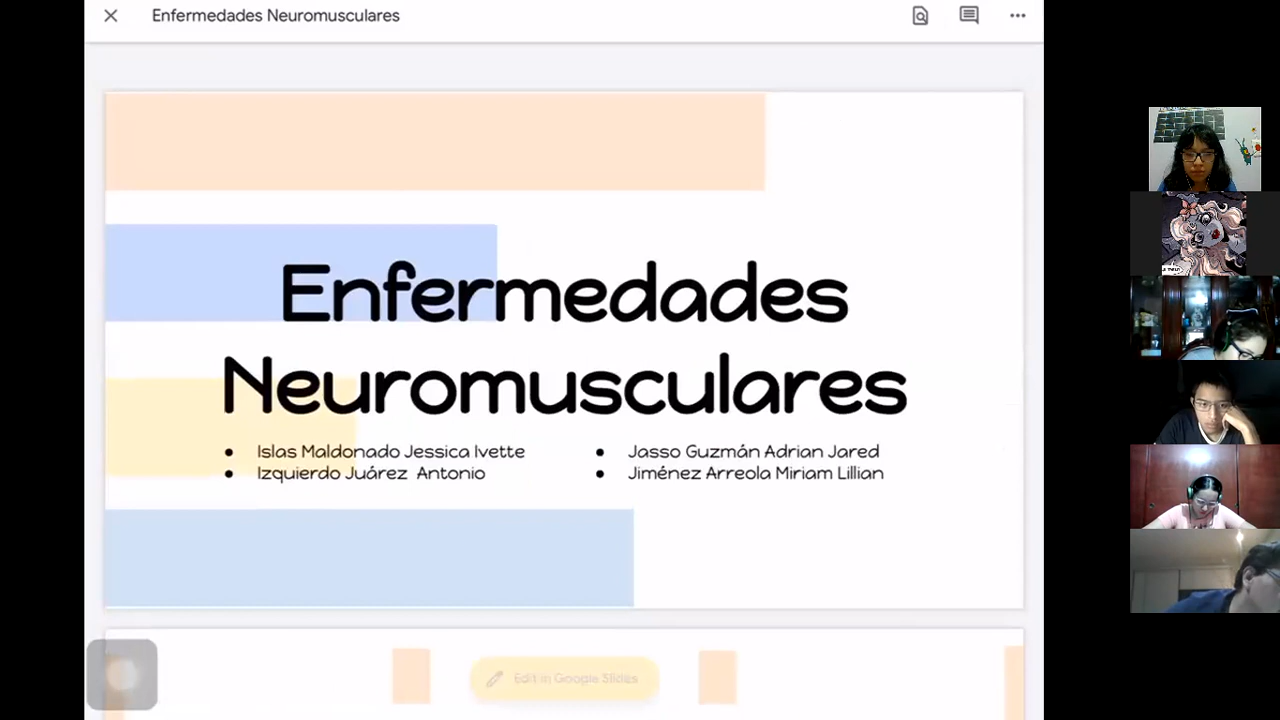 Enfermedades Neuromusculares
Enfermedades
Neuromusculares
• Islas Maldonado Jessica Ivette
• Izquierdo Juárez Antonio
• Jasso Guzmán Adrian Jared
• Jiménez Arreola Miriam Lillian
Edit in Google Slides